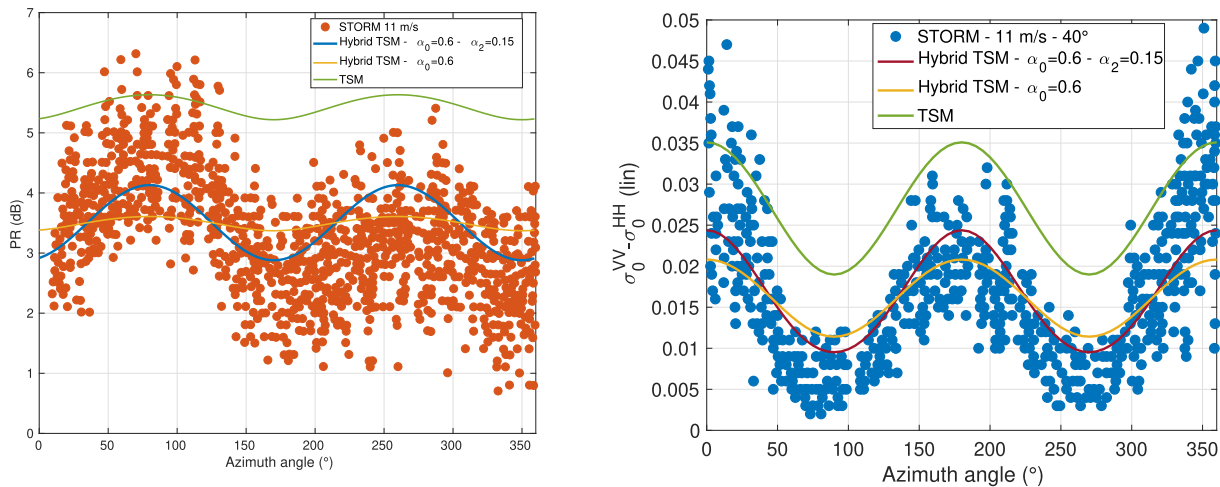 7
6
5
4
3
2
1
0
PR (dB)
0 50 100 150 200 250 300 350
Azimuth angle (°)
STORM 11 m/s
Hybrid TSM - α₀=0.6 - α₂=0.15
Hybrid TSM - α₀=0.6
TSM
0.05
0.045
0.04
0.035
0.03
0.025
0.02
0.015
0.01
0.005
0
σ₀^VV-σ₀^HH (lin)
0 50 100 150 200 250 300 350
Azimuth angle (°)
STORM - 11 m/s - 40°
Hybrid TSM - α₀=0.6 - α₂=0.15
Hybrid TSM - α₀=0.6
TSM